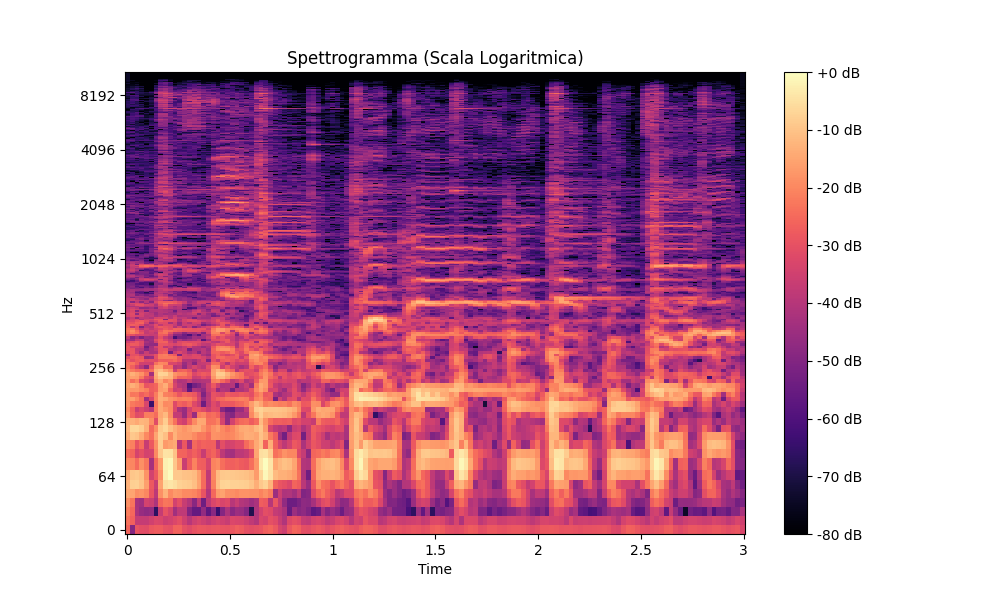 Spettrogramma (Scala Logaritmica)
Hz
8192
4096
2048
1024
512
256
128
64
0
0 0.5 1 1.5 2 2.5 3
Time
+0 dB
-10 dB
-20 dB
-30 dB
-40 dB
-50 dB
-60 dB
-70 dB
-80 dB